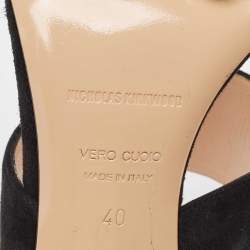 NICHOLAS KIRKWOOD
VERO CUOIO
MADE IN ITALY
40